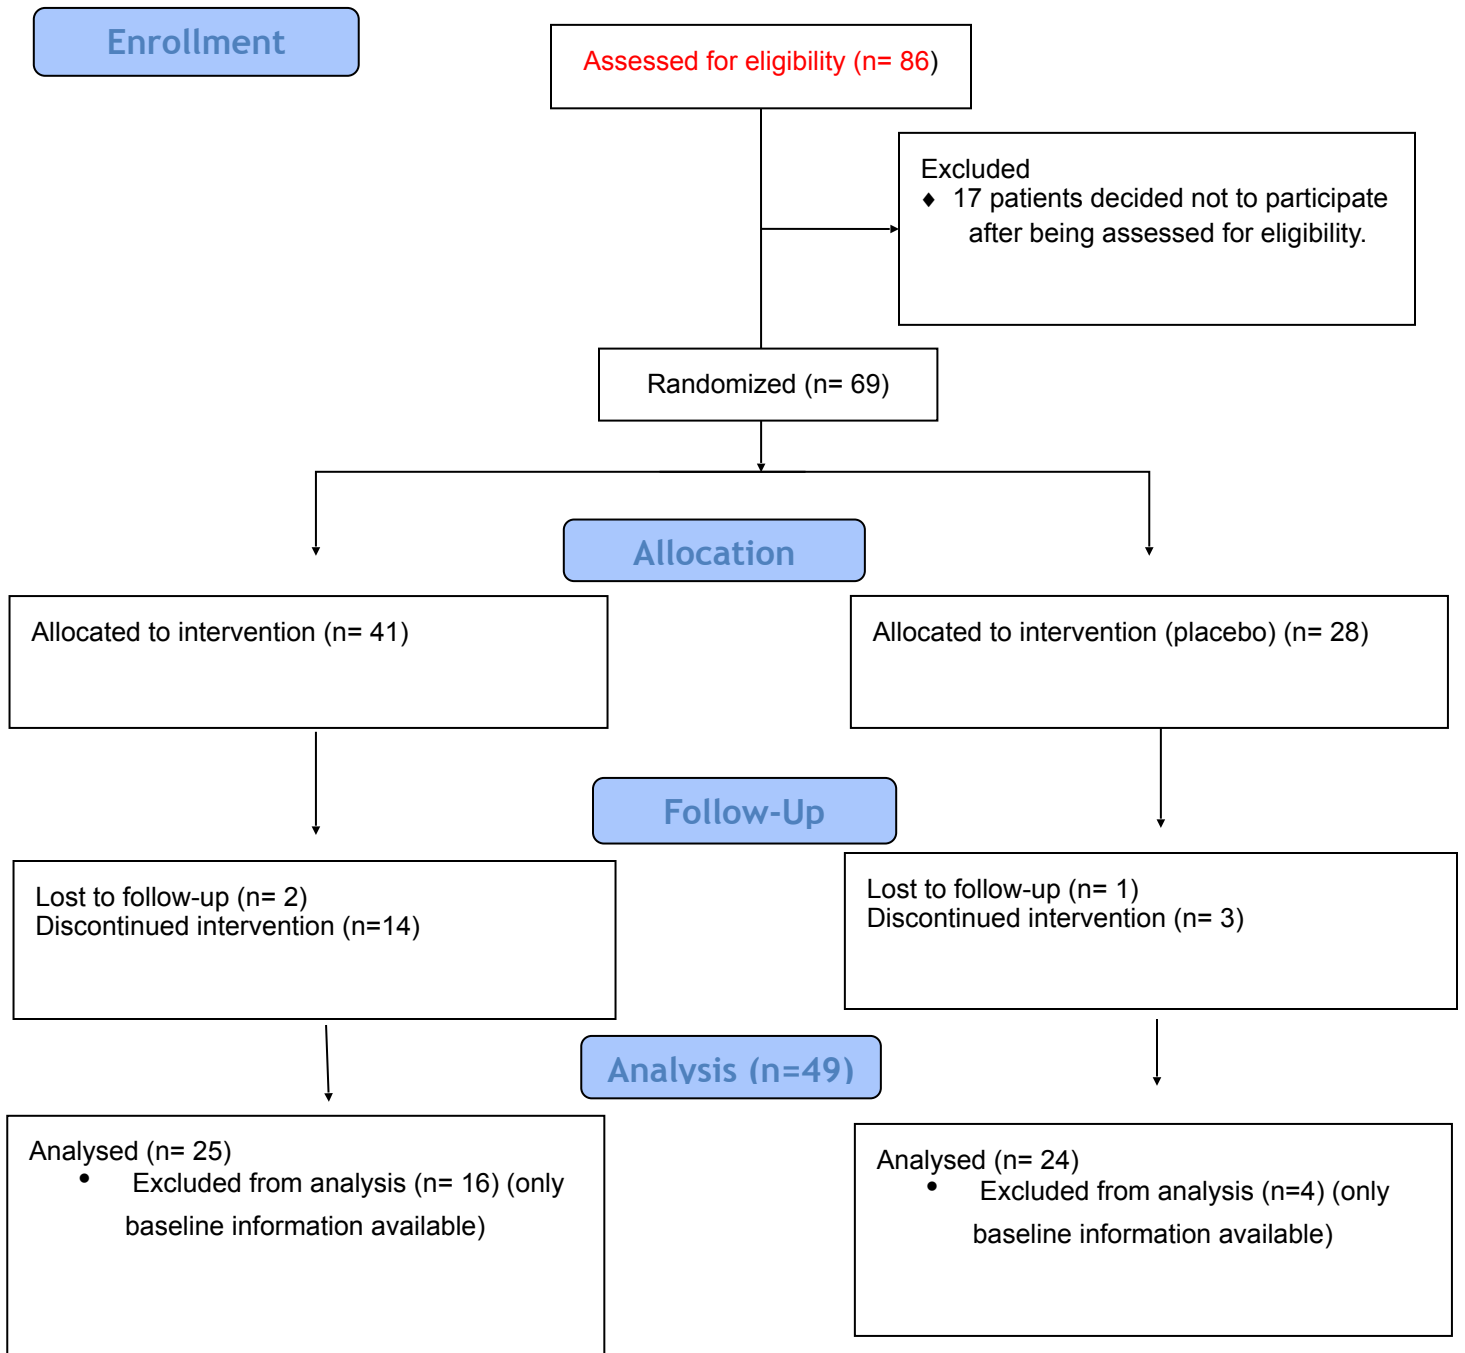 Enrollment
Assessed for eligibility (n= 86)
Excluded
♦ 17 patients decided not to participate
after being assessed for eligibility.
Randomized (n= 69)
Allocation
Allocated to intervention (n= 41)
Allocated to intervention (placebo) (n= 28)
Follow-Up
Lost to follow-up (n= 2)
Discontinued intervention (n=14)
Lost to follow-up (n= 1)
Discontinued intervention (n= 3)
Analysis (n=49)
Analysed (n= 25)
• Excluded from analysis (n= 16) (only
baseline information available)
Analysed (n= 24)
• Excluded from analysis (n=4) (only
baseline information available)